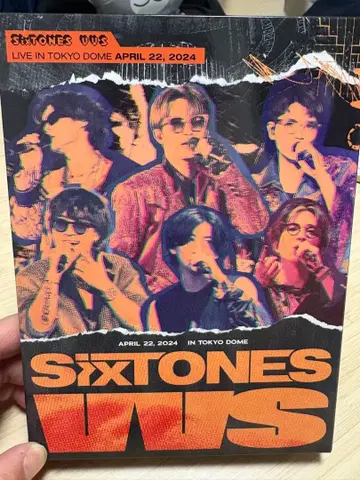 SixTONES VVS
LIVE IN TOKYO DOME APRIL 22, 2024
APRIL 22, 2024 IN TOKYO DOME
SixTONES
VVS